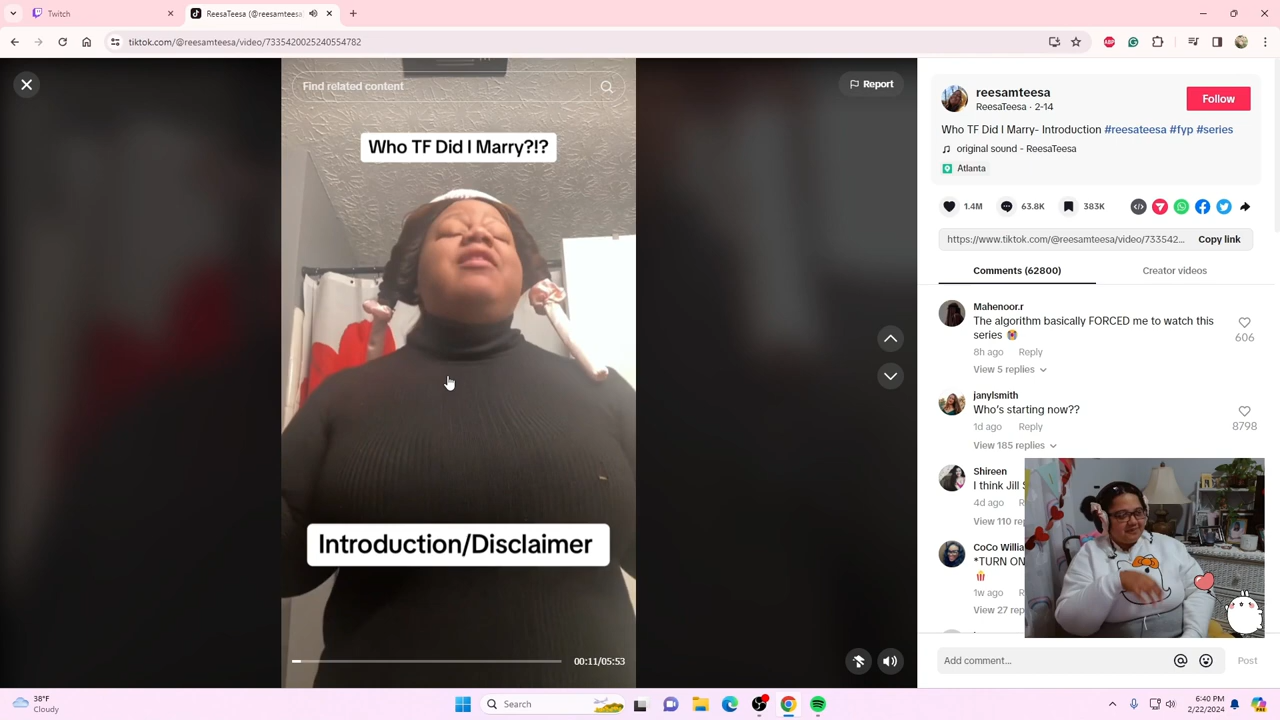 Twitch
ReesaTeesa (@reesamteesa
tiktok.com/@reesamteesa/video/7335420025240554782
ABP
Find related content
Report
Who TF Did I Marry?!?
Introduction/Disclaimer
00:11/05:53
reesamteesa
ReesaTeesa · 2-14
Follow
Who TF Did I Marry- Introduction #reesateesa #fyp #series
original sound - ReesaTeesa
Atlanta
1.4M
63.8K
383K
https://www.tiktok.com/@reesamteesa/video/733542...
Copy link
Comments (62800)
Creator videos
Mahenoor.r
The algorithm basically FORCED me to watch this
series
606
8h ago
Reply
View 5 replies
janylsmith
Who's starting now??
8798
1d ago
Reply
View 185 replies
Shireen
I think Jill
4d ago
View 110
CoCo
*TURN ON
1w ago
View 27
Add comment...
Post
38°F
Cloudy
Search
6:40 PM
2/22/2024